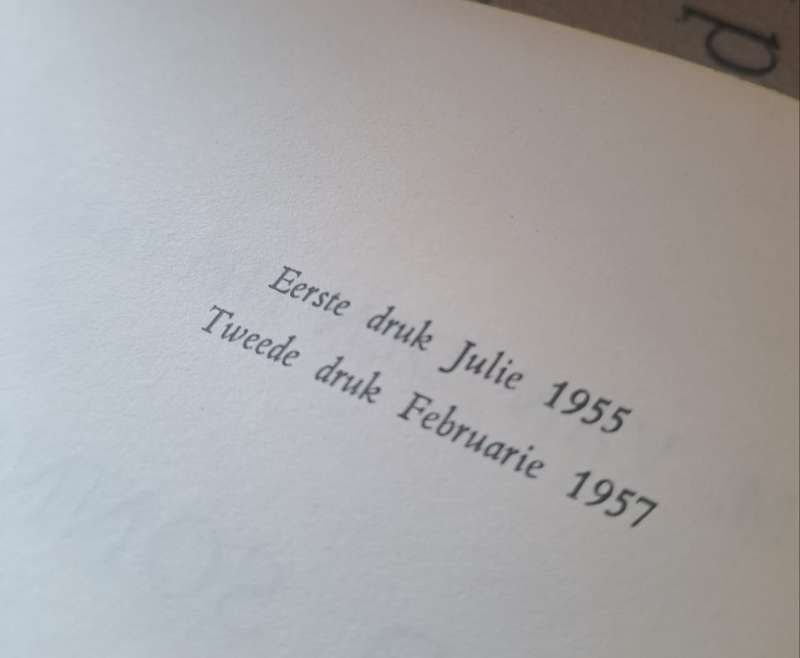 Eerste druk Julie 1955
Tweede druk Februarie 1957